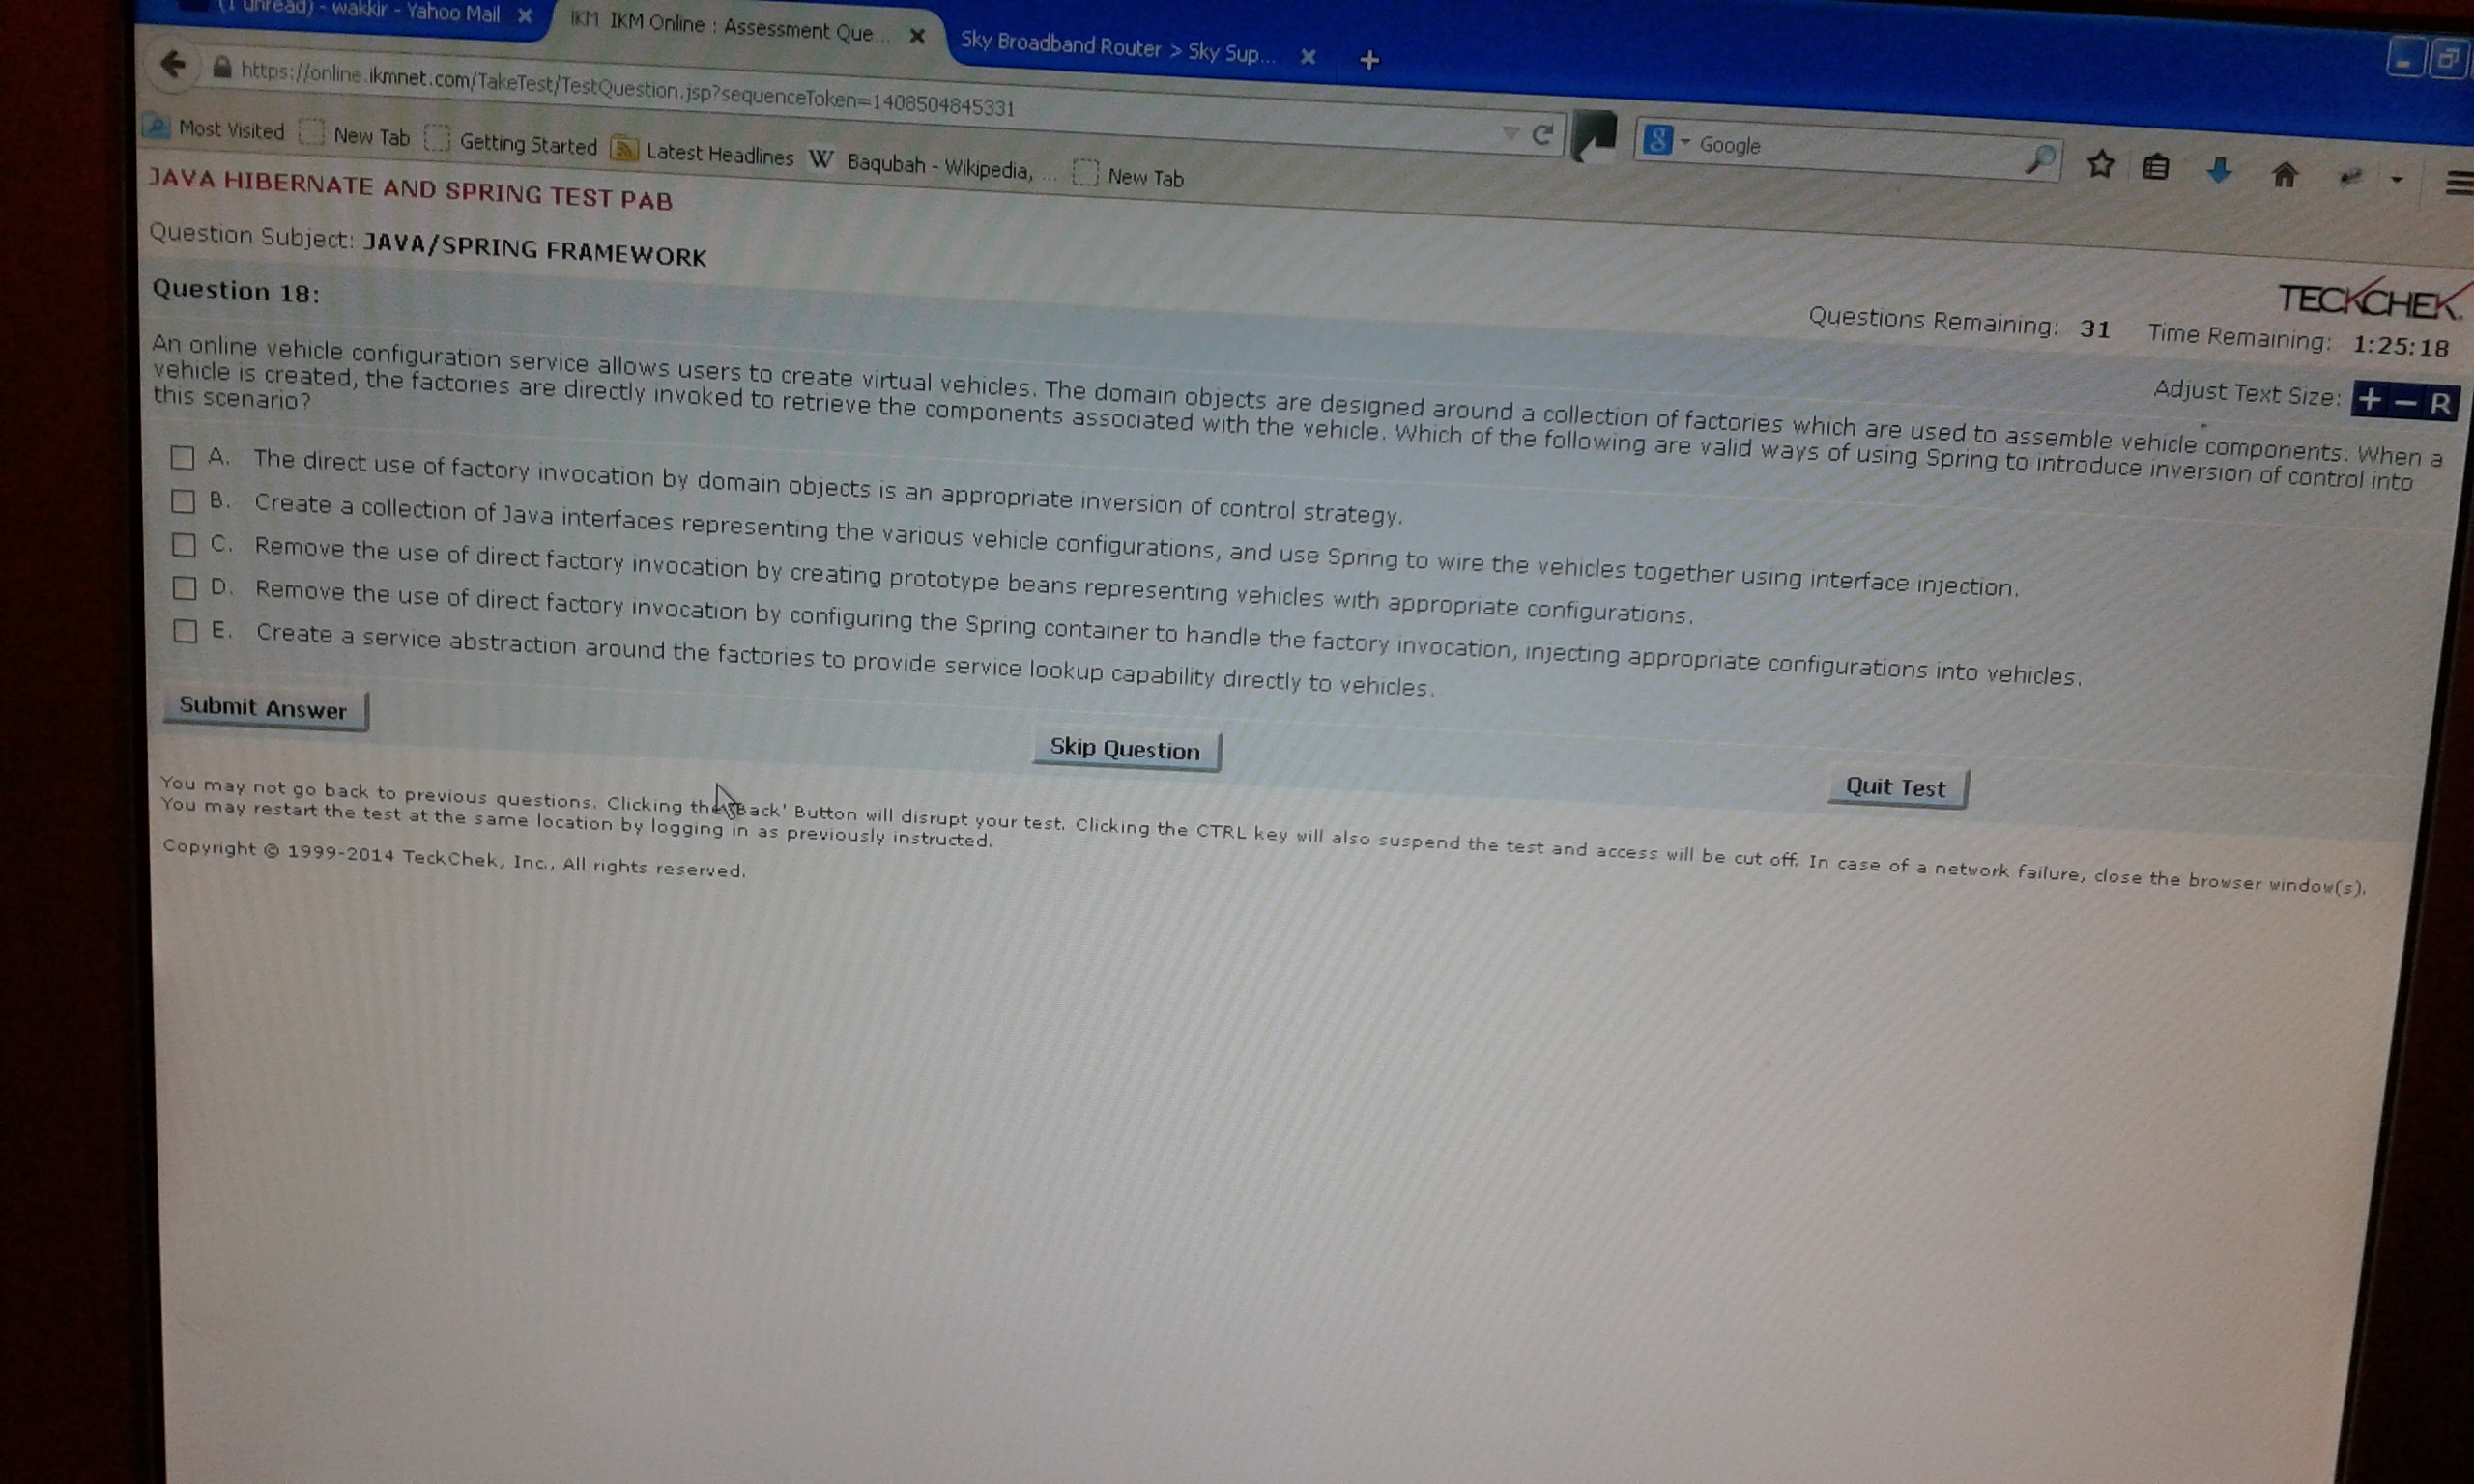 (1 unread) - wakkir - Yahoo Mail
IKM IKM Online : Assessment Que...
Sky Broadband Router > Sky Sup...
https://online.ikmnet.com/TakeTest/TestQuestion.jsp?sequenceToken=1408504845331
Google
Most Visited New Tab Getting Started Latest Headlines W Baqubah - Wikipedia, ... New Tab
JAVA HIBERNATE AND SPRING TEST PAB
Question Subject: JAVA/SPRING FRAMEWORK
TECKCHEK.
Question 18:
Questions Remaining: 31 Time Remaining: 1:25:18
Adjust Text Size: + - R
An online vehicle configuration service allows users to create virtual vehicles. The domain objects are designed around a collection of factories which are used to assemble vehicle components. When a
vehicle is created, the factories are directly invoked to retrieve the components associated with the vehicle. Which of the following are valid ways of using Spring to introduce inversion of control into
this scenario?
A. The direct use of factory invocation by domain objects is an appropriate inversion of control strategy.
B. Create a collection of Java interfaces representing the various vehicle configurations, and use Spring to wire the vehicles together using interface injection.
C. Remove the use of direct factory invocation by creating prototype beans representing vehicles with appropriate configurations.
D. Remove the use of direct factory invocation by configuring the Spring container to handle the factory invocation, injecting appropriate configurations into vehicles.
E. Create a service abstraction around the factories to provide service lookup capability directly to vehicles.
Submit Answer
Skip Question
Quit Test
You may not go back to previous questions. Clicking the 'Back' Button will disrupt your test. Clicking the CTRL key will also suspend the test and access will be cut off. In case of a network failure, close the browser window(s).
You may restart the test at the same location by logging in as previously instructed.
Copyright © 1999-2014 TeckChek, Inc., All rights reserved.